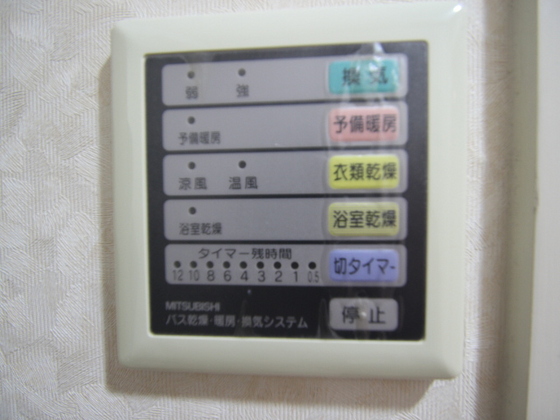 弱 強 換気
予備暖房 予備暖房
涼風 温風 衣類乾燥
浴室乾燥 浴室乾燥
タイマー残時間
12 10 8 6 4 3 2 1 0.5 切タイマー
MITSUBISHI
バス乾燥・暖房・換気システム 停止